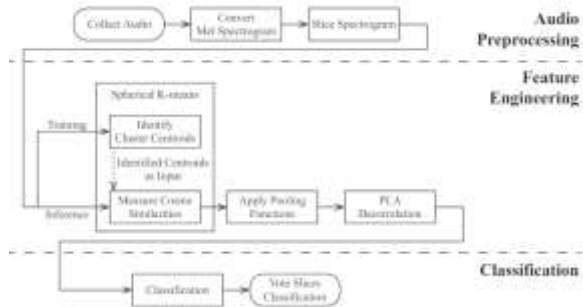 Collect Audio
Convert
Mel Spectrogram
Slice Spectrogram
Audio
Preprocessing
Feature
Engineering
Spherical K-means
Training
Identify
Cluster Centroids
Identified Centroids
as Input
Inference
Measure Cosine
Similarities
Apply Pooling
Functions
PCA
Decorrelation
Classification
Classification
Vote Slices
Classification